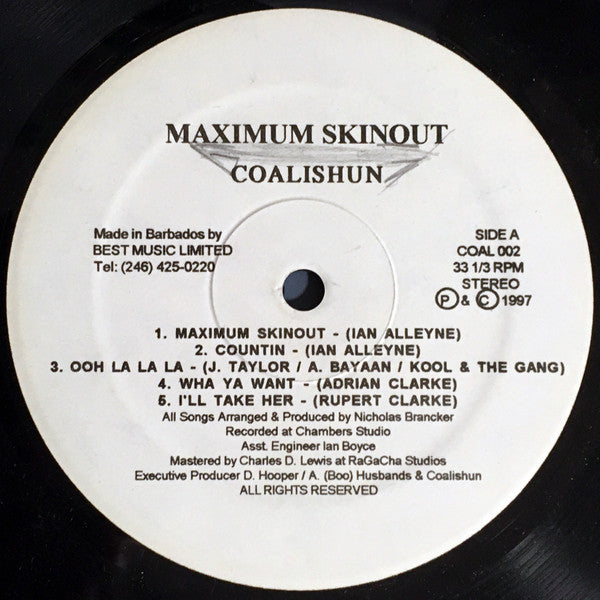 MAXIMUM SKINOUT
COALISHUN
Made in Barbados by
BEST MUSIC LIMITED
Tel: (246) 425-0220
SIDE A
COAL 002
33 1/3 RPM
STEREO
Ⓟ & © 1997
1. MAXIMUM SKINOUT - (IAN ALLEYNE)
2. COUNTIN - (IAN ALLEYNE)
3. OOH LA LA LA - (J. TAYLOR / A. BAYAAN / KOOL & THE GANG)
4. WHA YA WANT - (ADRIAN CLARKE)
5. I'LL TAKE HER - (RUPERT CLARKE)
All Songs Arranged & Produced by Nicholas Brancker
Recorded at Chambers Studio
Asst. Engineer Ian Boyce
Mastered by Charles D. Lewis at RaGaCha Studios
Executive Producer D. Hooper / A. (Boo) Husbands & Coalishun
ALL RIGHTS RESERVED